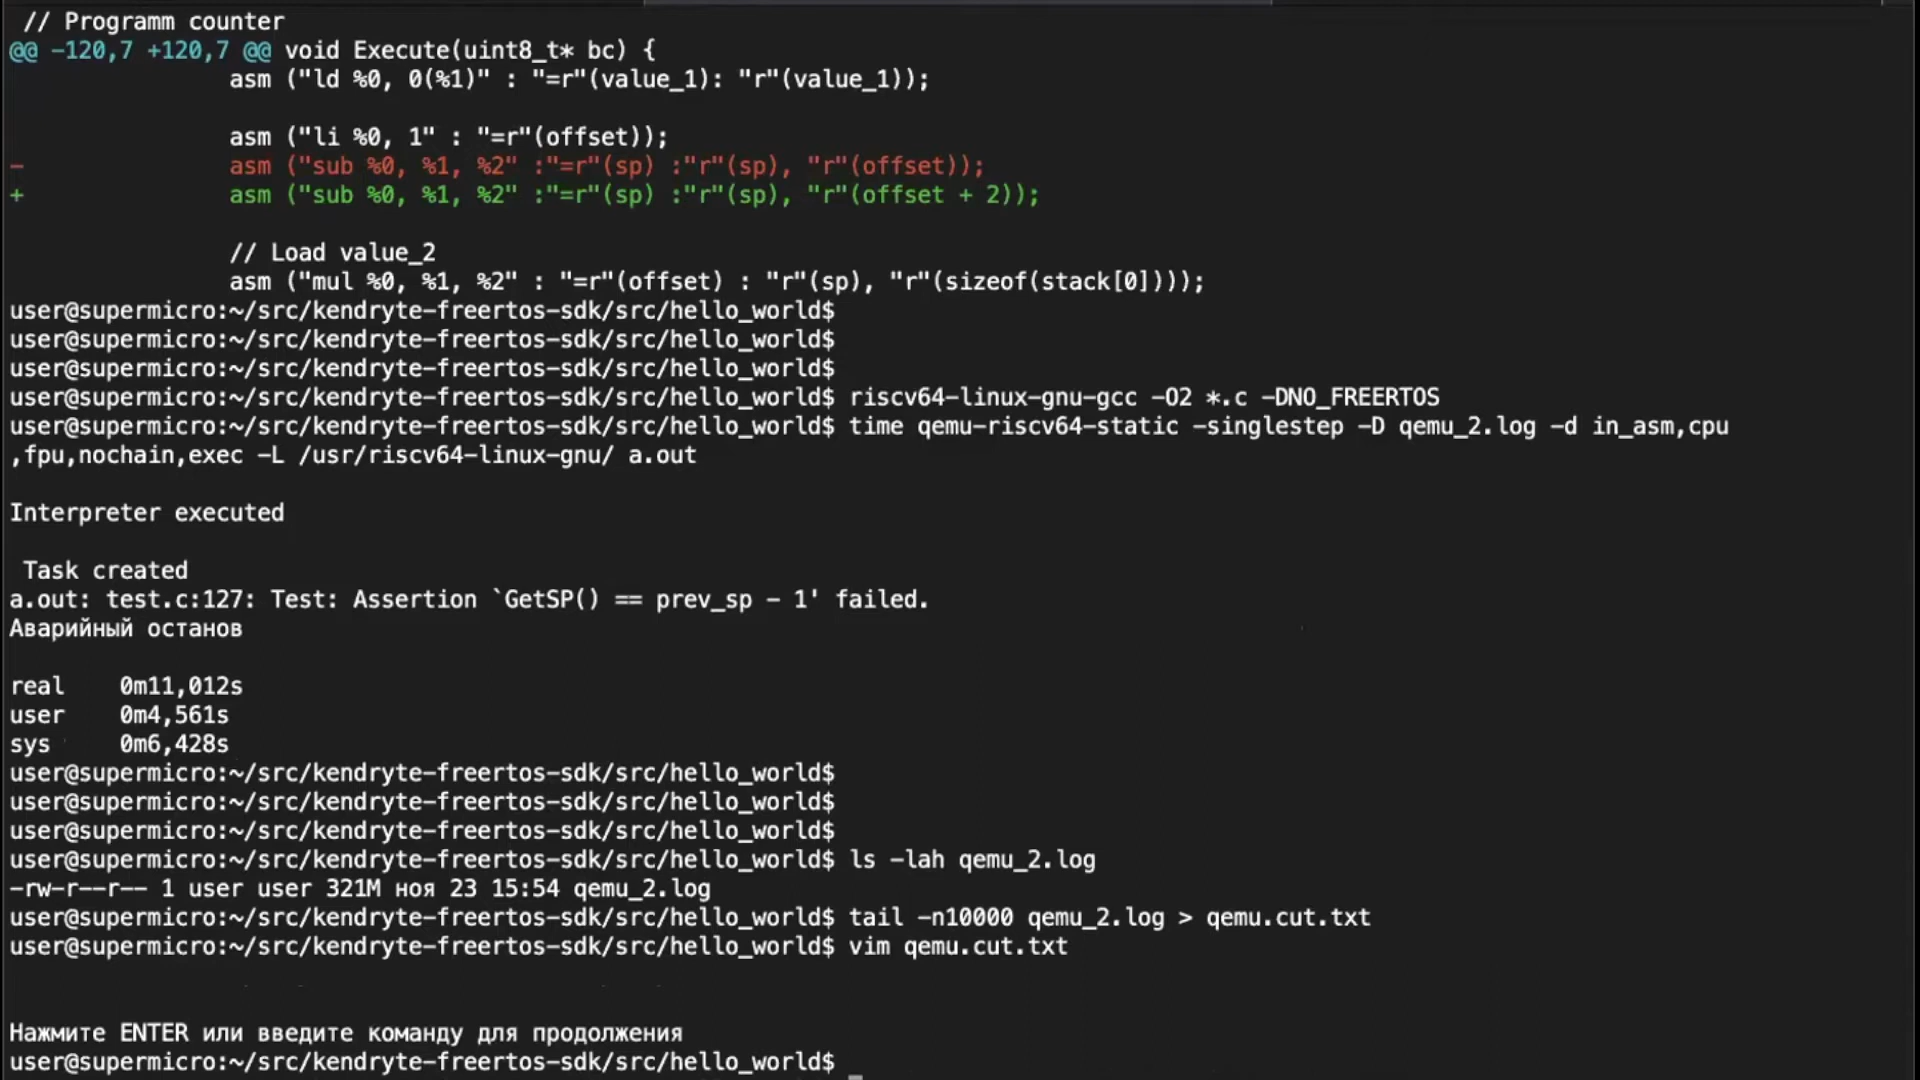 // Programm counter
@@ -120,7 +120,7 @@ void Execute(uint8_t* bc) {
asm ("ld %0, 0(%1)" : "=r"(value_1): "r"(value_1));
asm ("li %0, 1" : "=r"(offset));
-                asm ("sub %0, %1, %2" :"=r"(sp) :"r"(sp), "r"(offset));
+                asm ("sub %0, %1, %2" :"=r"(sp) :"r"(sp), "r"(offset + 2));
// Load value_2
asm ("mul %0, %1, %2" : "=r"(offset) : "r"(sp), "r"(sizeof(stack[0])));
user@supermicro:~/src/kendryte-freertos-sdk/src/hello_world$
user@supermicro:~/src/kendryte-freertos-sdk/src/hello_world$
user@supermicro:~/src/kendryte-freertos-sdk/src/hello_world$
user@supermicro:~/src/kendryte-freertos-sdk/src/hello_world$ riscv64-linux-gnu-gcc -O2 *.c -DNO_FREERTOS
user@supermicro:~/src/kendryte-freertos-sdk/src/hello_world$ time qemu-riscv64-static -singlestep -D qemu_2.log -d in_asm,cpu
,fpu,nochain,exec -L /usr/riscv64-linux-gnu/ a.out
Interpreter executed
Task created
a.out: test.c:127: Test: Assertion `GetSP() == prev_sp - 1' failed.
Аварийный останов
real    0m11,012s
user    0m4,561s
sys     0m6,428s
user@supermicro:~/src/kendryte-freertos-sdk/src/hello_world$
user@supermicro:~/src/kendryte-freertos-sdk/src/hello_world$
user@supermicro:~/src/kendryte-freertos-sdk/src/hello_world$
user@supermicro:~/src/kendryte-freertos-sdk/src/hello_world$ ls -lah qemu_2.log
-rw-r--r-- 1 user user 321M ноя 23 15:54 qemu_2.log
user@supermicro:~/src/kendryte-freertos-sdk/src/hello_world$ tail -n10000 qemu_2.log > qemu.cut.txt
user@supermicro:~/src/kendryte-freertos-sdk/src/hello_world$ vim qemu.cut.txt
Нажмите ENTER или введите команду для продолжения
user@supermicro:~/src/kendryte-freertos-sdk/src/hello_world$